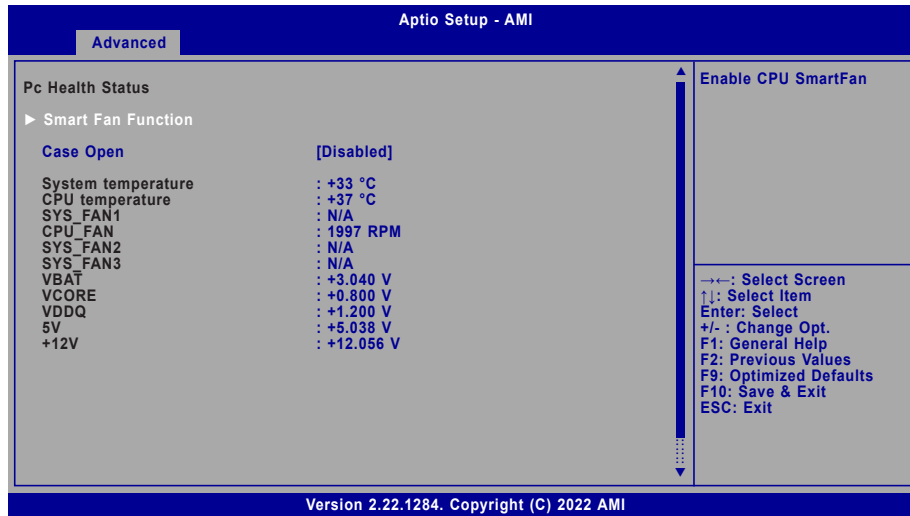 Aptio Setup - AMI
Advanced
Pc Health Status
► Smart Fan Function
Case Open [Disabled]
System temperature : +33 °C
CPU temperature : +37 °C
SYS_FAN1 : N/A
CPU_FAN : 1997 RPM
SYS_FAN2 : N/A
SYS_FAN3 : N/A
VBAT : +3.040 V
VCORE : +0.800 V
VDDQ : +1.200 V
5V : +5.038 V
+12V : +12.056 V
Enable CPU SmartFan
→←: Select Screen
↑↓: Select Item
Enter: Select
+/- : Change Opt.
F1: General Help
F2: Previous Values
F9: Optimized Defaults
F10: Save & Exit
ESC: Exit
Version 2.22.1284. Copyright (C) 2022 AMI